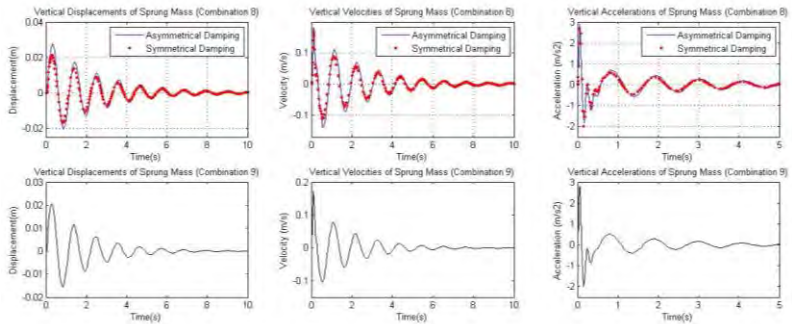 Vertical Displacements of Sprung Mass (Combination 8)
0.04
0.02
0
-0.02
Displacement(m)
0 2 4 6 8 10
Time(s)
Asymmetrical Damping
Symmetrical Damping
Vertical Velocities of Sprung Mass (Combination 8)
0.1
0
-0.1
Velocity (m/s)
0 2 4 6 8 10
Time(s)
Asymmetrical Damping
Symmetrical Damping
Vertical Accelerations of Sprung Mass (Combination 8)
3
2
1
0
-1
-2
Acceleration (m/s2)
0 1 2 3 4 5
Time(s)
Asymmetrical Damping
Symmetrical Damping
Vertical Displacements of Sprung Mass (Combination 9)
0.03
0.02
0.01
0
-0.01
-0.02
Displacement(m)
0 2 4 6 8 10
Time(s)
Vertical Velocities of Sprung Mass (Combination 9)
0.2
0.1
0
-0.1
Velocity (m/s)
0 2 4 6 8 10
Time(s)
Vertical Accelerations of Sprung Mass (Combination 9)
3
2
1
0
-1
-2
Acceleration (m/s2)
0 1 2 3 4 5
Time(s)